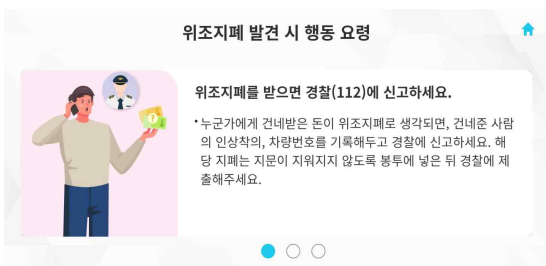 위조지폐 발견 시 행동 요령
위조지폐를 받으면 경찰(112)에 신고하세요.
• 누군가에게 건네받은 돈이 위조지폐로 생각되면, 건네준 사람
의 인상착의, 차량번호를 기록해두고 경찰에 신고하세요. 해
당 지폐는 지문이 지워지지 않도록 봉투에 넣은 뒤 경찰에 제
출해주세요.